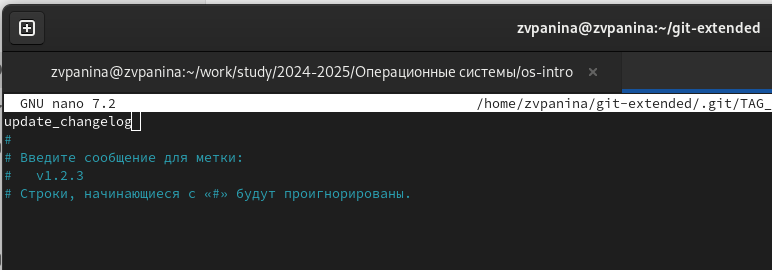 zvpanina@zvpanina:~/git-extended
zvpanina@zvpanina:~/work/study/2024-2025/Операционные системы/os-intro ×
GNU nano 7.2 /home/zvpanina/git-extended/.git/TAG_
update_changelog
#
# Введите сообщение для метки:
#   v1.2.3
# Строки, начинающиеся с «#» будут проигнорированы.